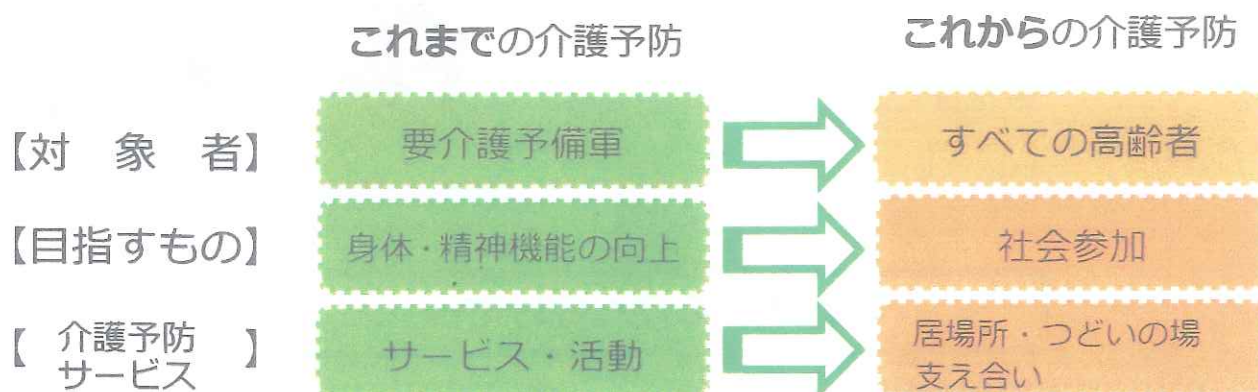 これまでの介護予防
これからの介護予防
【対　象　者】
要介護予備軍
すべての高齢者
【目指すもの】
身体・精神機能の向上
社会参加
【 介護予防
サービス 】
サービス・活動
居場所・つどいの場
支え合い